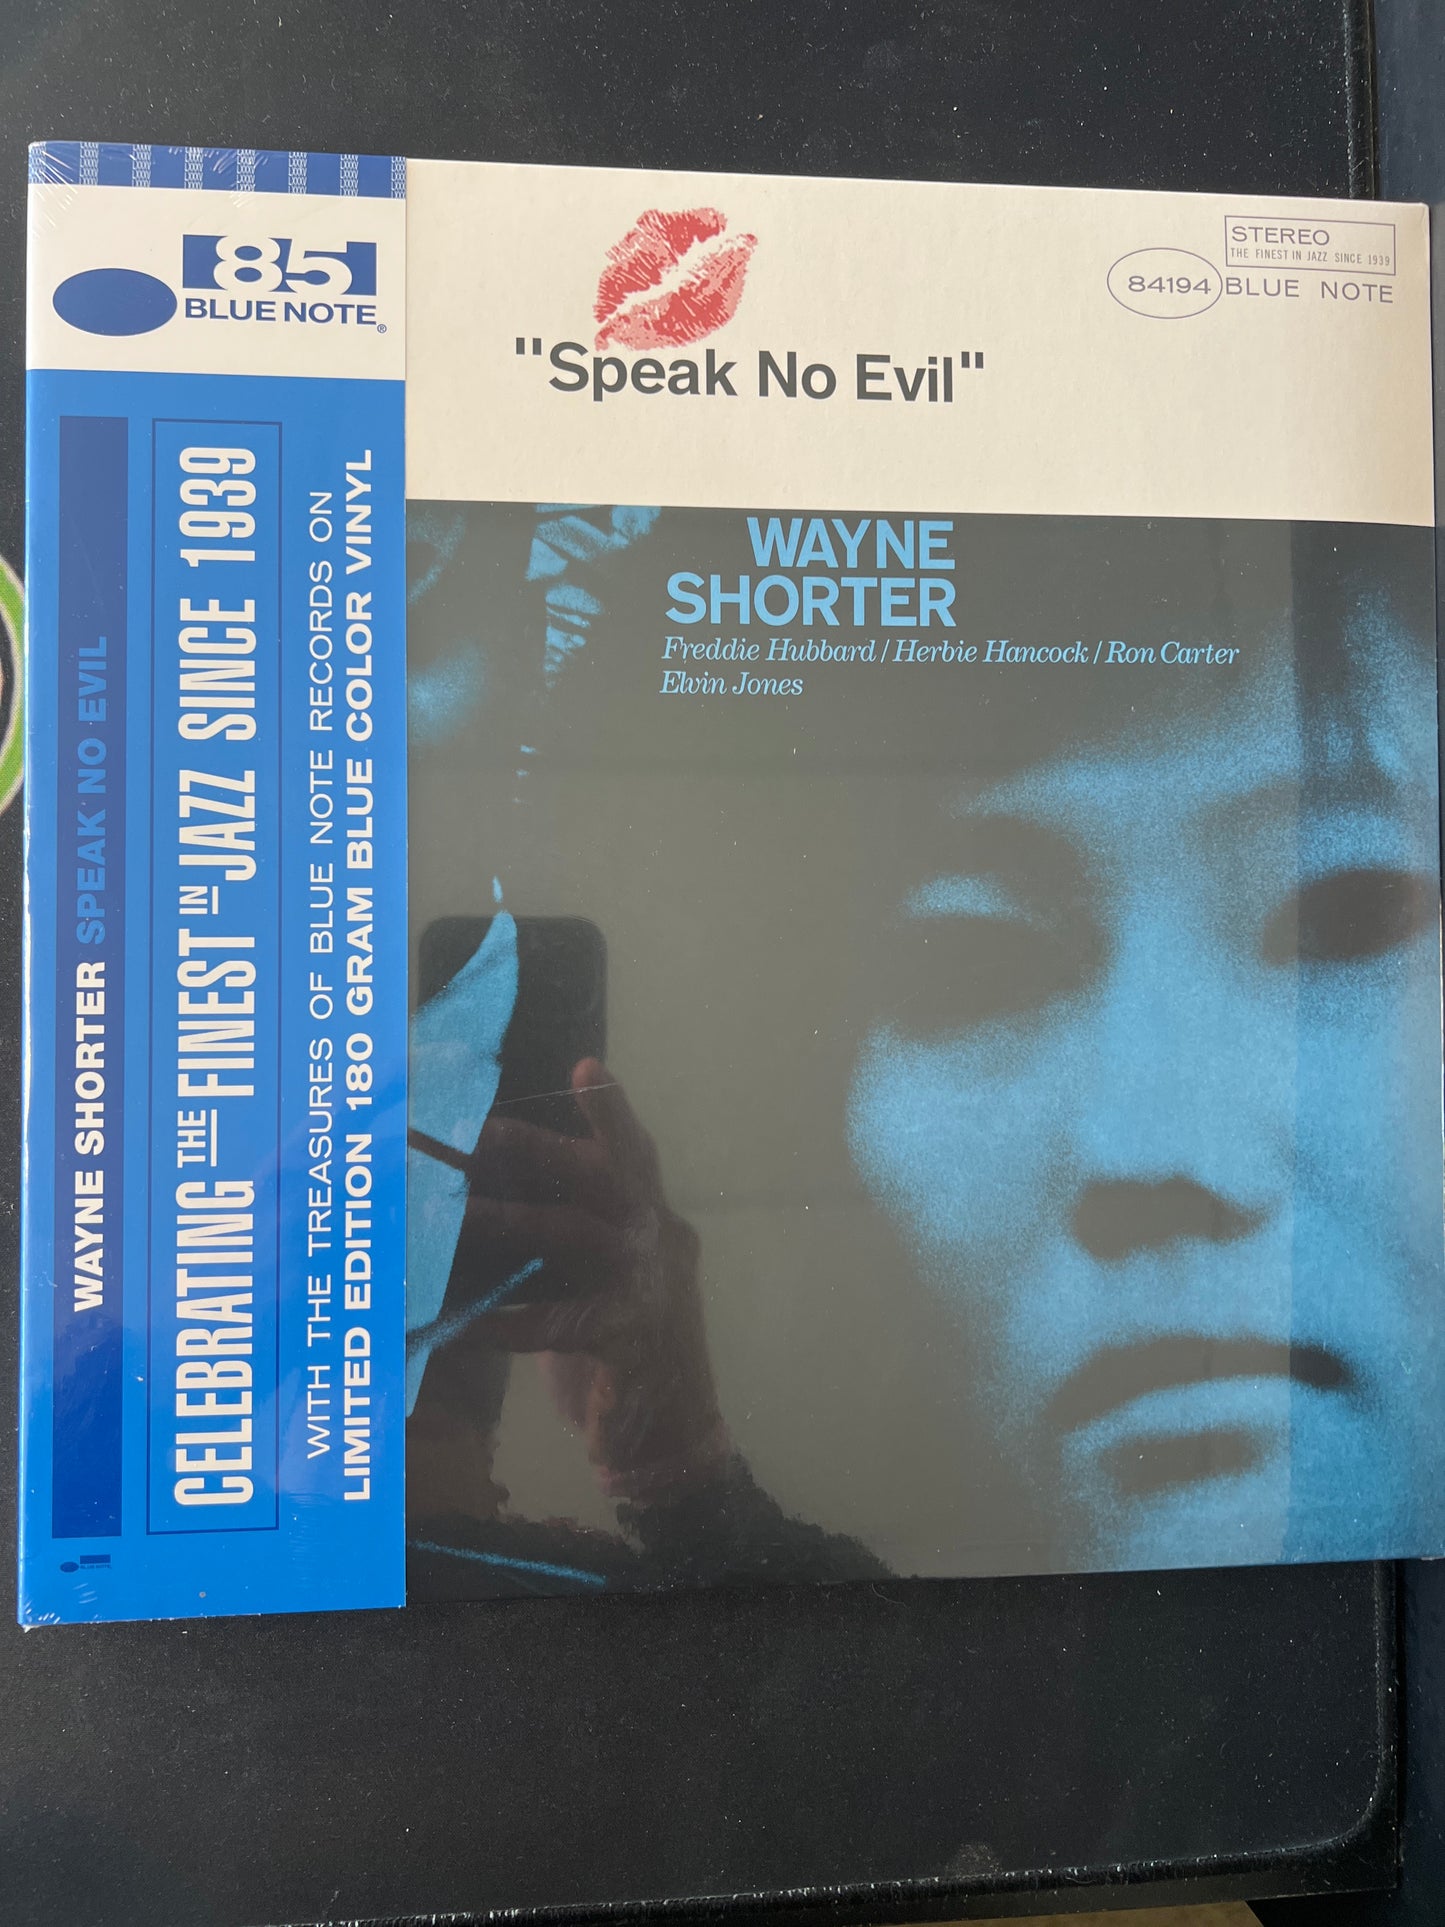 85
BLUE NOTE®
WAYNE SHORTER SPEAK NO EVIL
CELEBRATING THE FINEST IN JAZZ SINCE 1939
WITH THE TREASURES OF BLUE NOTE RECORDS ON
LIMITED EDITION 180 GRAM BLUE COLOR VINYL
BLUE NOTE
STEREO
THE FINEST IN JAZZ SINCE 1939
84194 BLUE NOTE
"Speak No Evil"
WAYNE
SHORTER
Freddie Hubbard / Herbie Hancock / Ron Carter
Elvin Jones